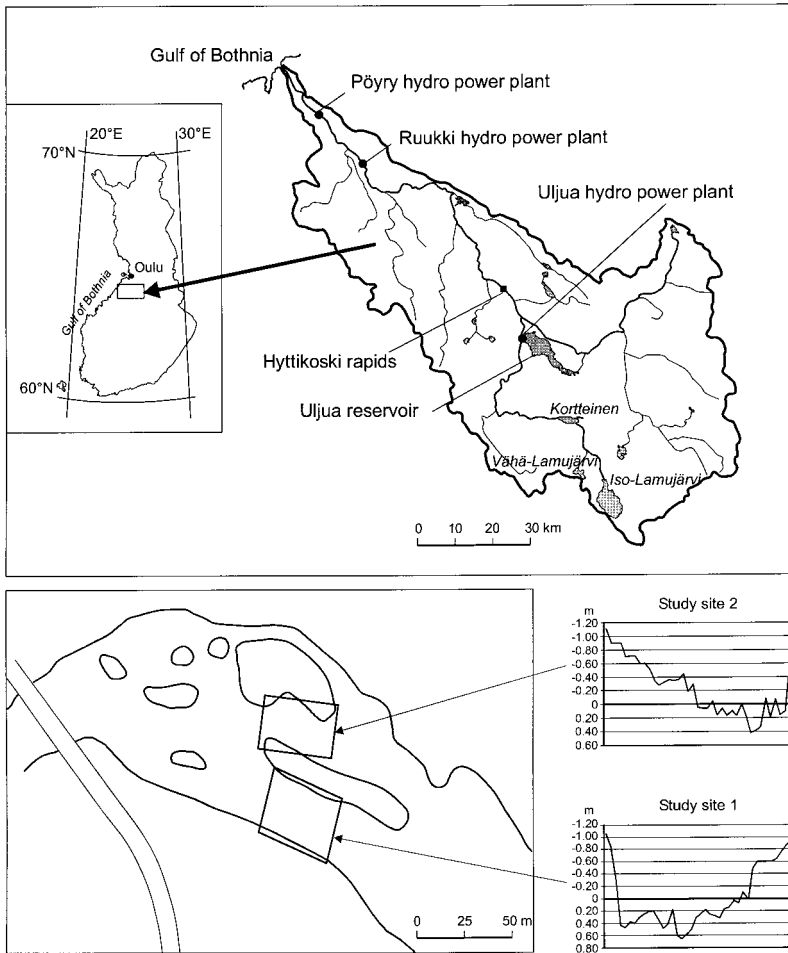 Gulf of Bothnia
Pöyry hydro power plant
Ruukki hydro power plant
Uljua hydro power plant
20°E 30°E
70°N
Oulu
Gulf of Bothnia
60°N
Hyttikoski rapids
Uljua reservoir
Kortteinen
Vähä-Lamujärvi
Iso-Lamujärvi
0 10 20 30 km
Study site 2
m
-1.20
-1.00
-0.80
-0.60
-0.40
-0.20
0
0.20
0.40
0.60
Study site 1
m
-1.20
-1.00
-0.80
-0.60
-0.40
-0.20
0
0.20
0.40
0.60
0.80
0 25 50 m